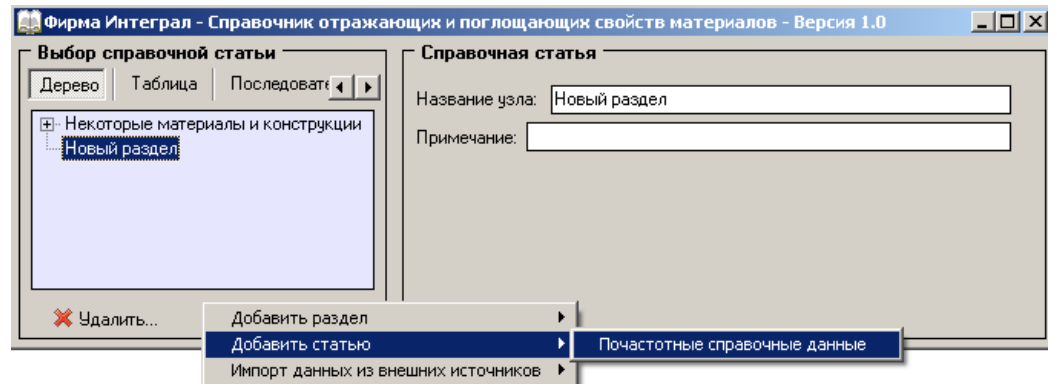 Фирма Интеграл - Справочник отражающих и поглощающих свойств материалов - Версия 1.0
Выбор справочной статьи
Дерево Таблица Последовате
Некоторые материалы и конструкции
Новый раздел
Удалить...
Справочная статья
Название узла: Новый раздел
Примечание:
Добавить раздел
Добавить статью
Почастотные справочные данные
Импорт данных из внешних источников